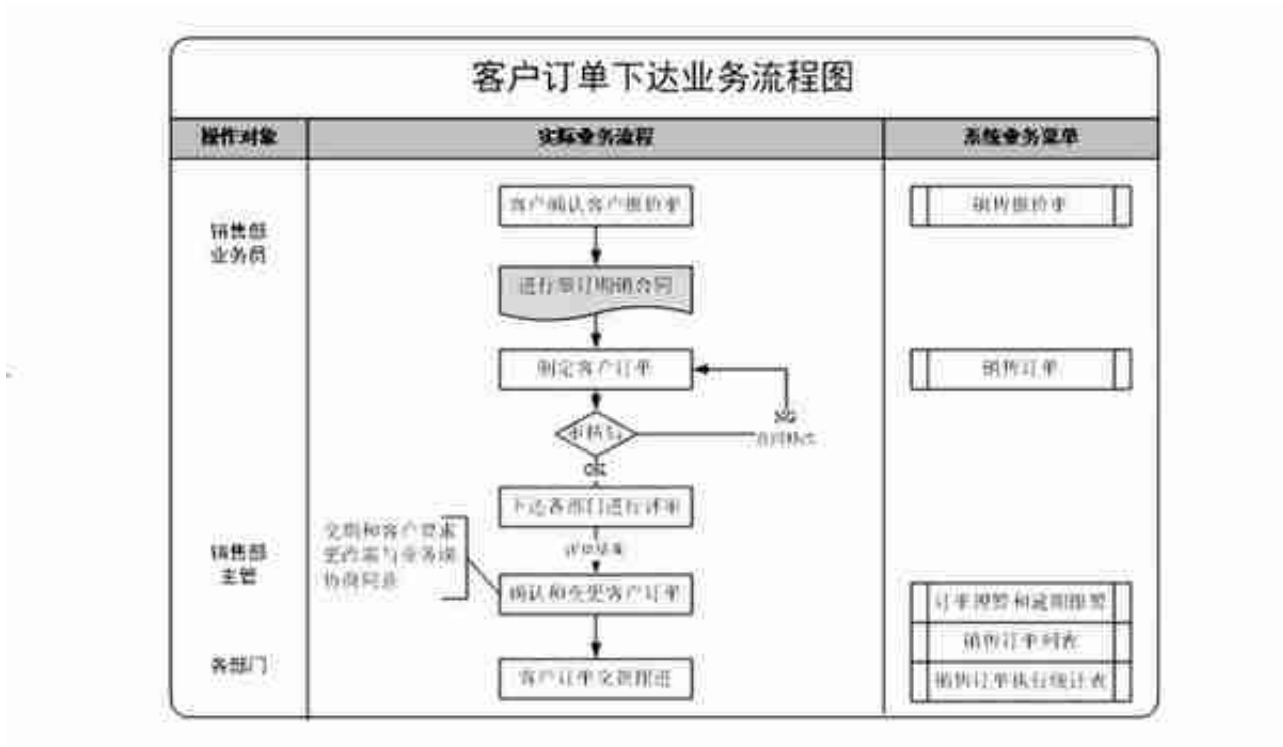 客户订单下达业务流程图
操作对象
实际业务流程
系统业务菜单
客户确认客户报价单
销售报价单
销售部
业务员
进行签订购销合同
制定客户订单
销售订单
NG
OK
下达各部门进行评审
交期和客户要求
更改需与业务部
协商同意
评审结果
销售部
主管
确认和变更客户订单
订单预警和逾期报警
销售订单列表
各部门
客户订单交货跟进
销售订单执行统计表